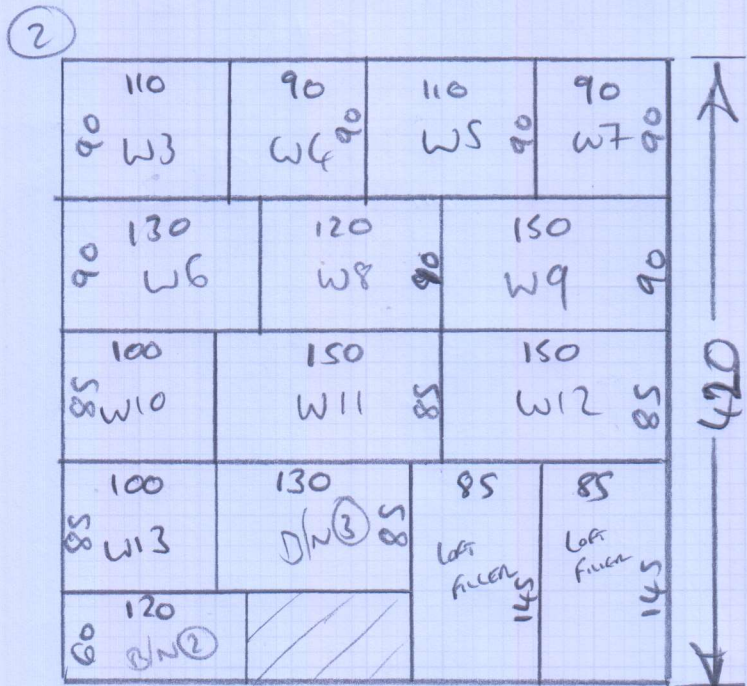 2
110 90 110 90
90 W3 W4 90 W5 90 W7 90
130 120 150
90 W6 W8 90 W9 90
100 150 150
85 W10 W11 85 W12 85
420
100 130 85 85
85 W13 D/N 3 85
LOFT FILLER 145 LOFT FILLER 145
120
60 B/N 2